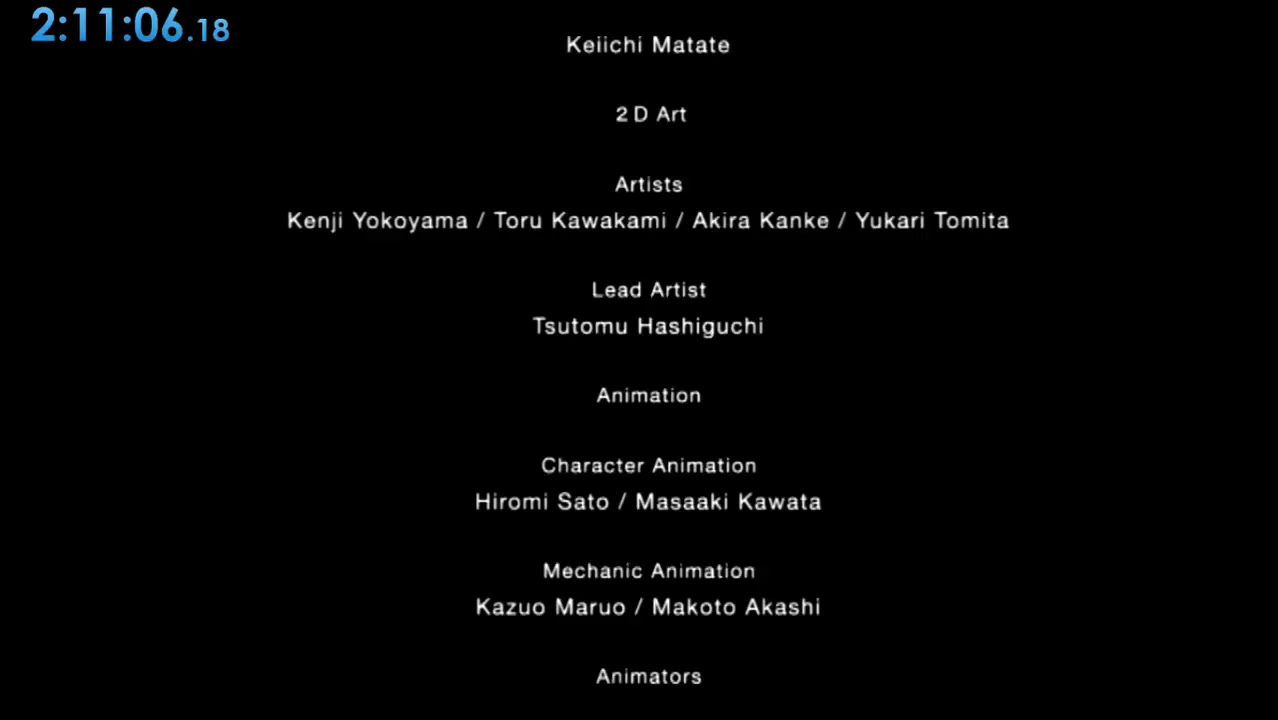 2:11:06.18
Keiichi Matate
2D Art
Artists
Kenji Yokoyama / Toru Kawakami / Akira Kanke / Yukari Tomita
Lead Artist
Tsutomu Hashiguchi
Animation
Character Animation
Hiromi Sato / Masaaki Kawata
Mechanic Animation
Kazuo Maruo / Makoto Akashi
Animators